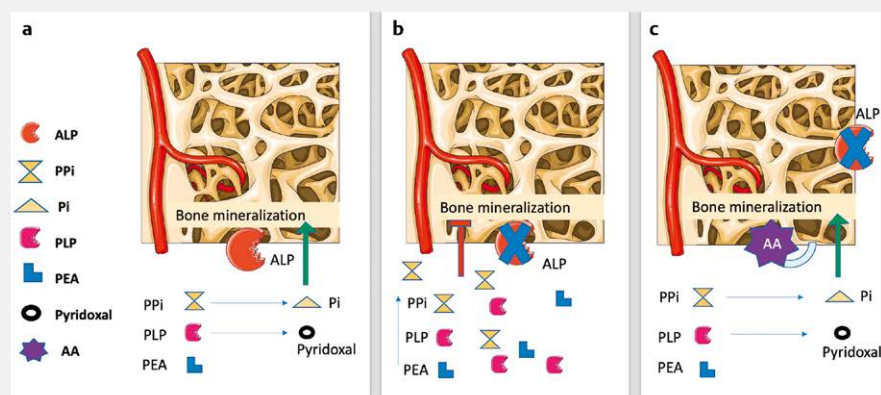 a
ALP
PPi
Pi
PLP
PEA
Pyridoxal
AA
Bone mineralization
ALP
PPi
Pi
PLP
Pyridoxal
PEA
b
Bone mineralization
ALP
PPi
PLP
PEA
c
ALP
Bone mineralization
AA
PPi
Pi
PLP
Pyridoxal
PEA